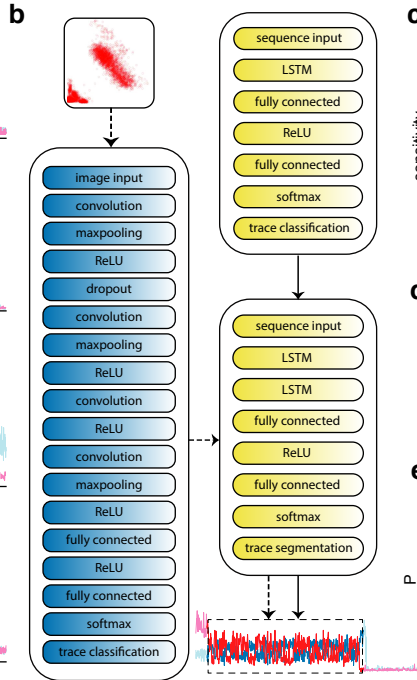 b
image input
convolution
maxpooling
ReLU
dropout
convolution
maxpooling
ReLU
convolution
ReLU
convolution
maxpooling
ReLU
fully connected
ReLU
fully connected
softmax
trace classification
sequence input
LSTM
fully connected
ReLU
fully connected
softmax
trace classification
sequence input
LSTM
LSTM
fully connected
ReLU
fully connected
softmax
trace segmentation
c
e
P